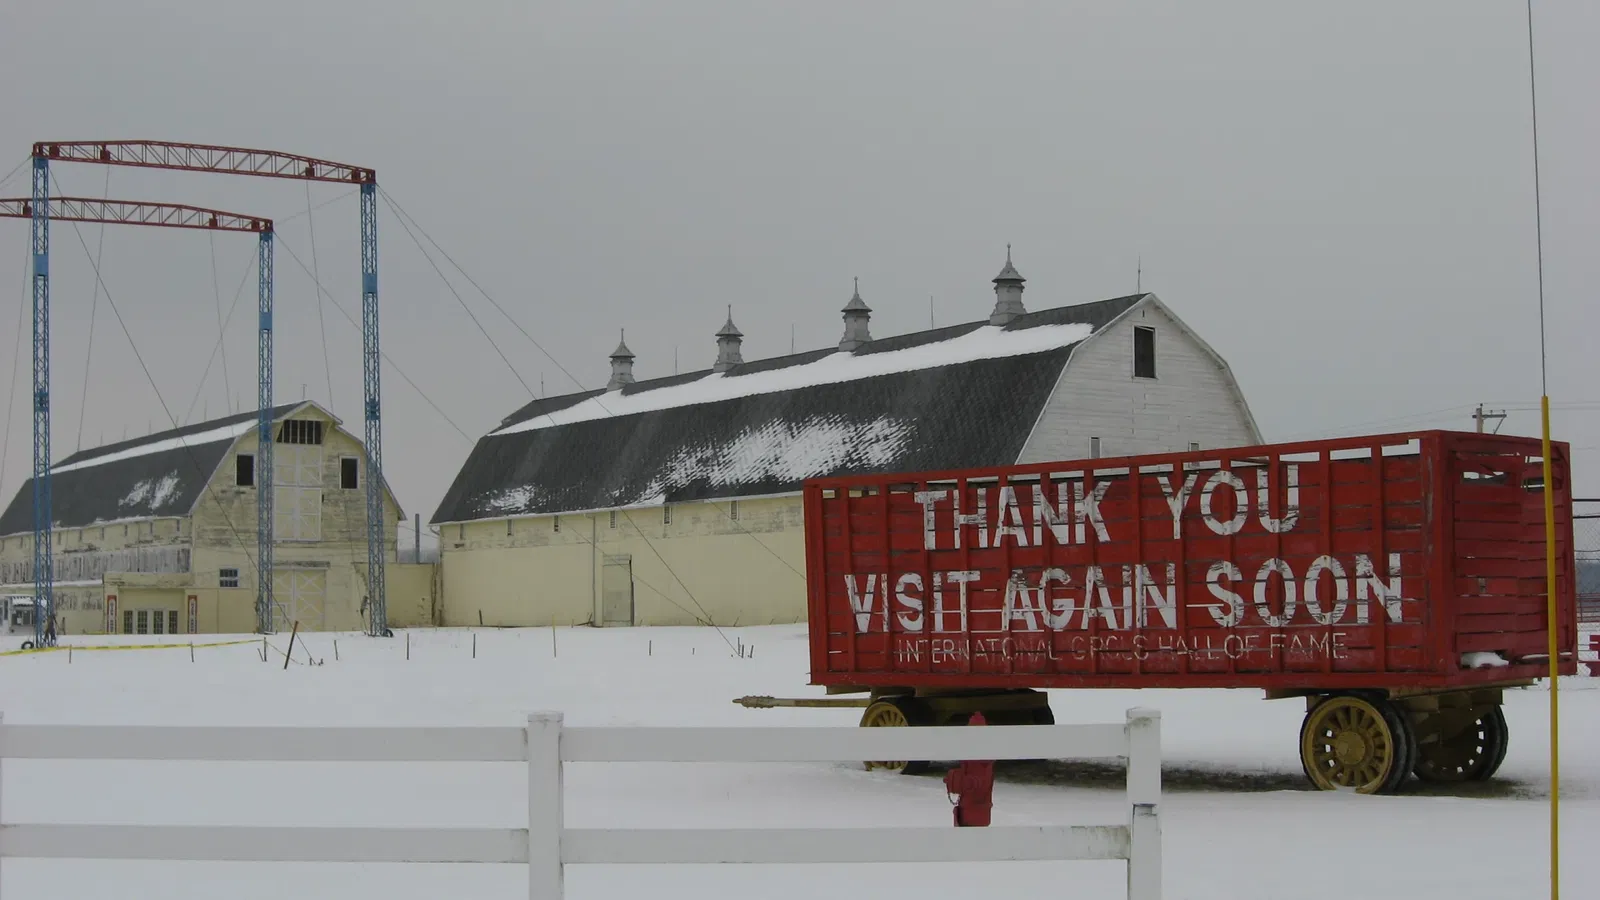 THANK YOU
VISIT AGAIN SOON
INTERNATIONAL CIRCUS HALL OF FAME